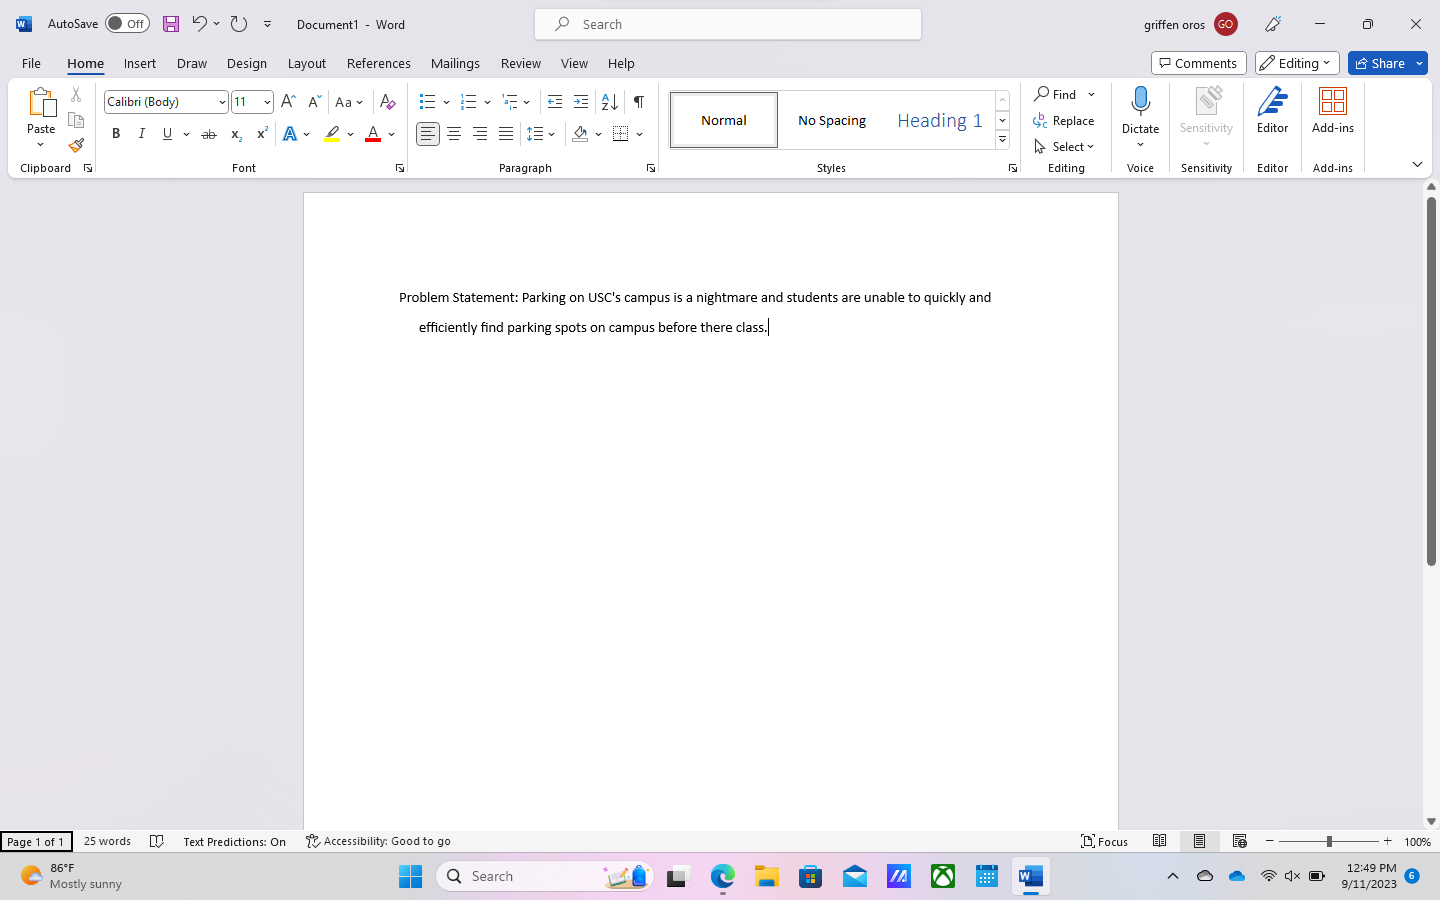 AutoSave Off Document1 - Word Search griffen oros GO
File Home Insert Draw Design Layout References Mailings Review View Help Comments Editing Share
Calibri (Body) 11 Aa Normal No Spacing Heading 1 Find
Paste Replace Dictate Sensitivity Editor Add-ins
B I U ab x₂ x² A A Select
Clipboard Font Paragraph Styles Editing Voice Sensitivity Editor Add-ins
Problem Statement: Parking on USC's campus is a nightmare and students are unable to quickly and
efficiently find parking spots on campus before there class.
Page 1 of 1 25 words Text Predictions: On Accessibility: Good to go Focus 100%
86°F Search 12:49 PM
Mostly sunny 9/11/2023 6